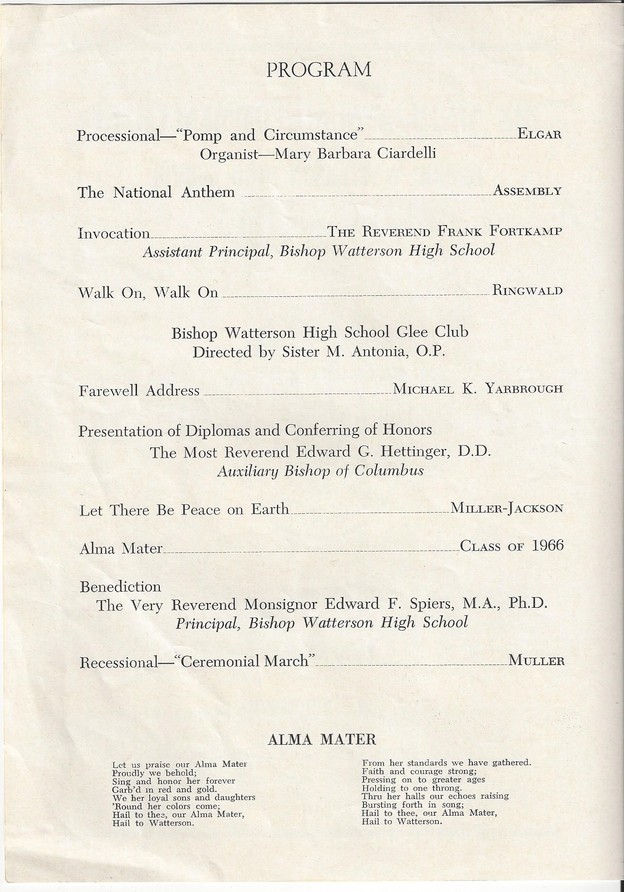 PROGRAM
Processional—“Pomp and Circumstance” ELGAR
Organist—Mary Barbara Ciardelli
The National Anthem ASSEMBLY
Invocation THE REVEREND FRANK FORTKAMP
Assistant Principal, Bishop Watterson High School
Walk On, Walk On RINGWALD
Bishop Watterson High School Glee Club
Directed by Sister M. Antonia, O.P.
Farewell Address MICHAEL K. YARBROUGH
Presentation of Diplomas and Conferring of Honors
The Most Reverend Edward G. Hettinger, D.D.
Auxiliary Bishop of Columbus
Let There Be Peace on Earth MILLER-JACKSON
Alma Mater CLASS OF 1966
Benediction
The Very Reverend Monsignor Edward F. Spiers, M.A., Ph.D.
Principal, Bishop Watterson High School
Recessional—“Ceremonial March” MULLER
ALMA MATER
Let us praise our Alma Mater
Proudly we behold;
Sing and honor her forever
Garb'd in red and gold.
We her loyal sons and daughters
'Round her colors come;
Hail to thee, our Alma Mater,
Hail to Watterson.
From her standards we have gathered.
Faith and courage strong;
Pressing on to greater ages
Holding to one throng.
Thru her halls our echoes raising
Bursting forth in song;
Hail to thee, our Alma Mater,
Hail to Watterson.